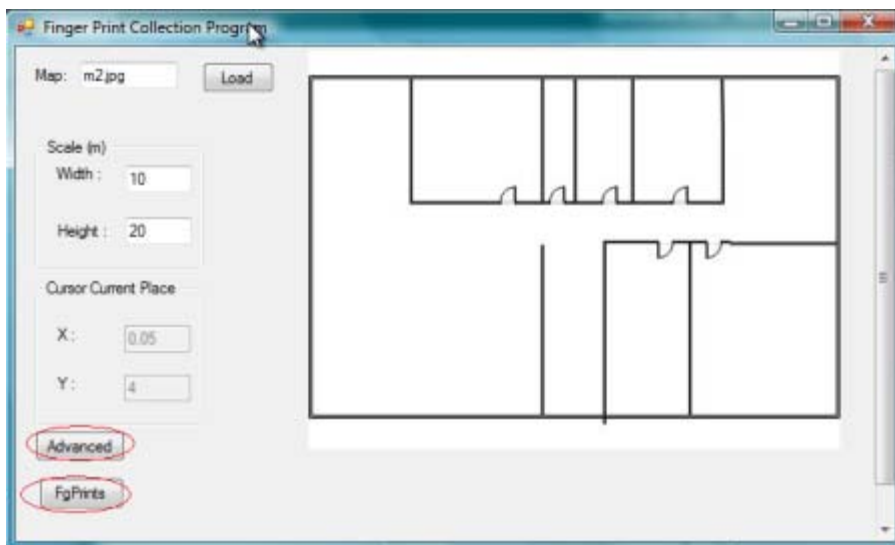 Finger Print Collection Program
Map: m2.jpg Load
Scale (m)
Width : 10
Height : 20
Cursor Current Place
X : 0.05
Y : 4
Advanced
FgPrints